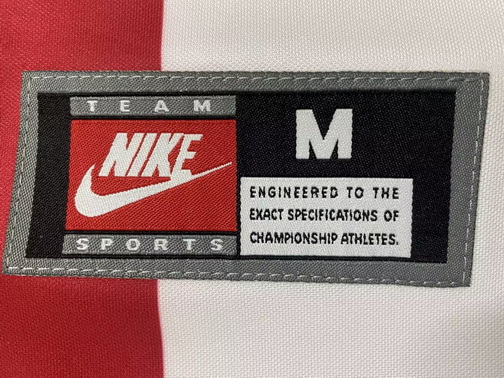 TEAM
NIKE
SPORTS
M
ENGINEERED TO THE
EXACT SPECIFICATIONS OF
CHAMPIONSHIP ATHLETES.